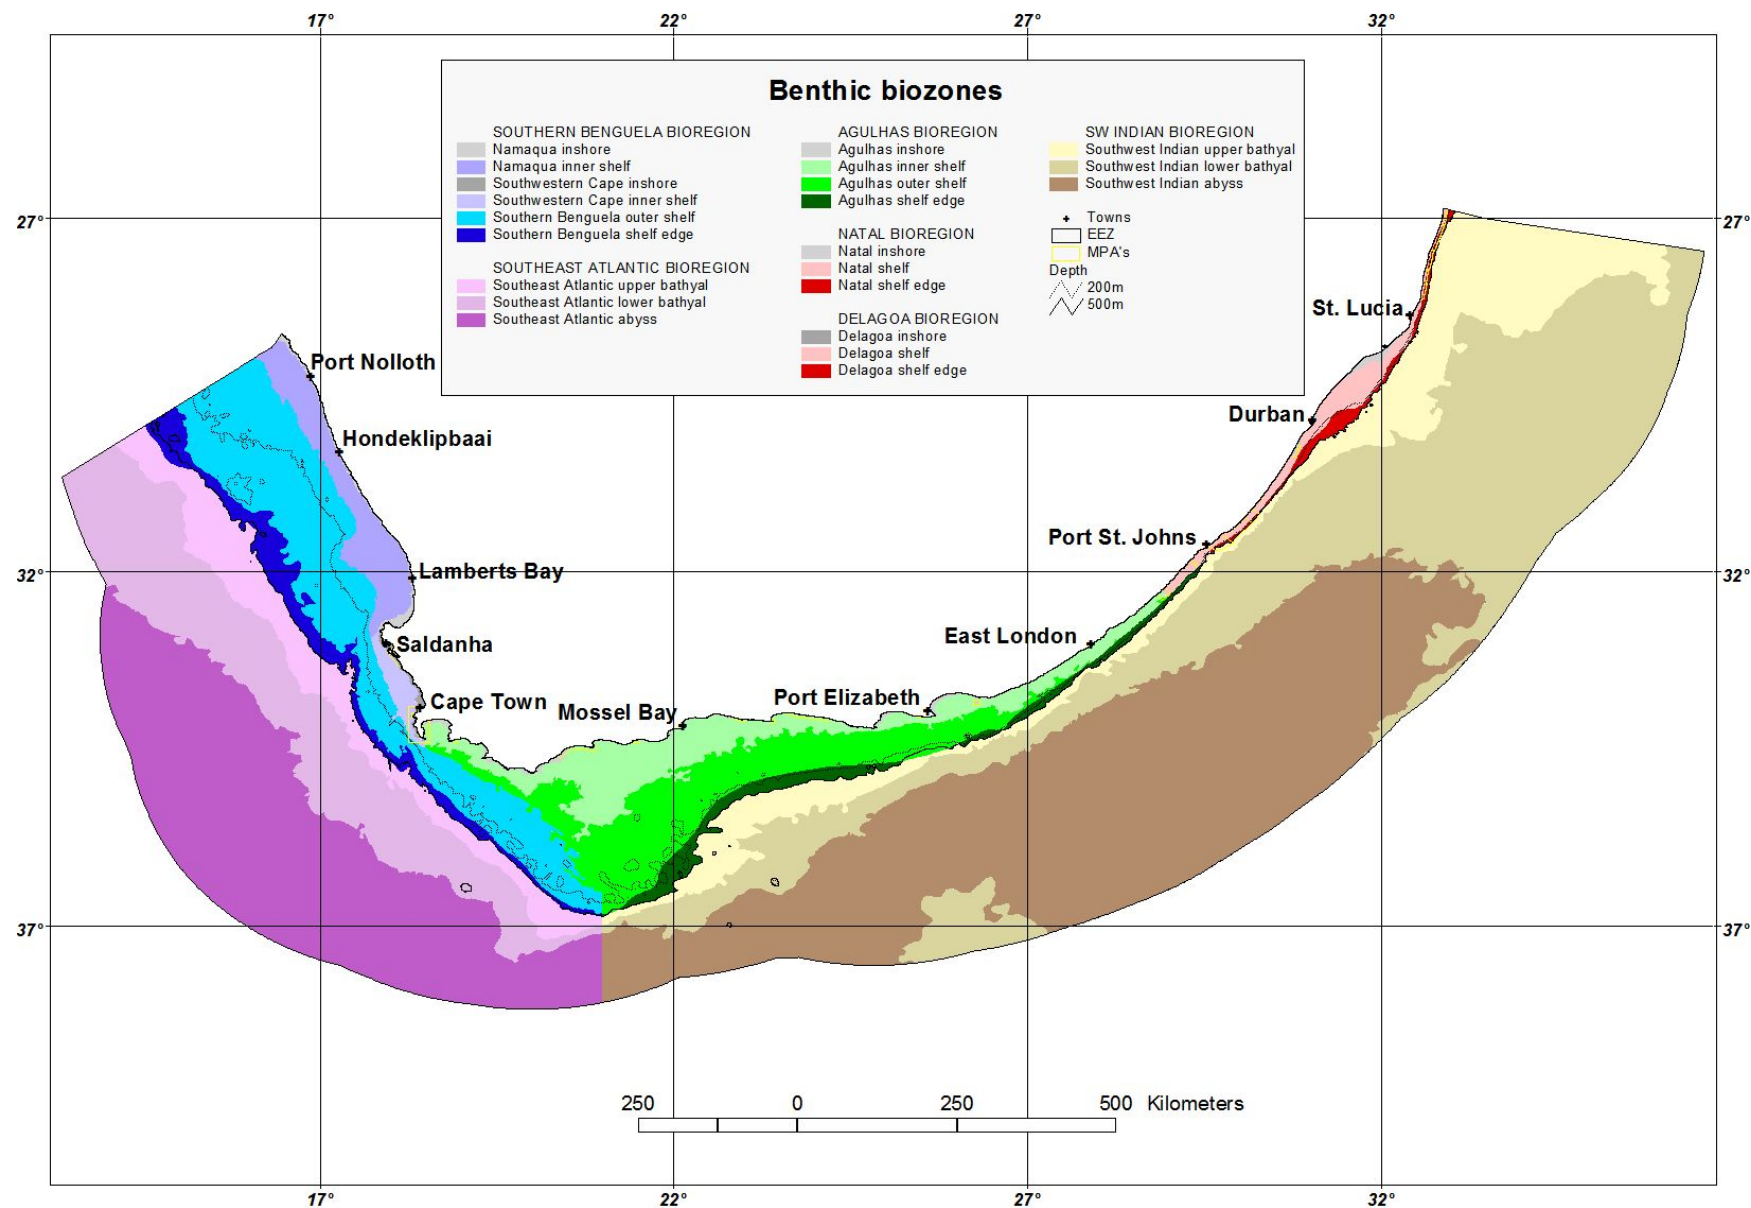 17°
22°
27°
32°
Benthic biozones
SOUTHERN BENGUELA BIOREGION
Namaqua inshore
Namaqua inner shelf
Southwestern Cape inshore
Southwestern Cape inner shelf
Southern Benguela outer shelf
Southern Benguela shelf edge
SOUTHEAST ATLANTIC BIOREGION
Southeast Atlantic upper bathyal
Southeast Atlantic lower bathyal
Southeast Atlantic abyss
AGULHAS BIOREGION
Agulhas inshore
Agulhas inner shelf
Agulhas outer shelf
Agulhas shelf edge
NATAL BIOREGION
Natal inshore
Natal shelf
Natal shelf edge
DELAGOA BIOREGION
Delagoa inshore
Delagoa shelf
Delagoa shelf edge
SW INDIAN BIOREGION
Southwest Indian upper bathyal
Southwest Indian lower bathyal
Southwest Indian abyss
Towns
EEZ
MPA's
Depth
200m
500m
27°
27°
St. Lucia
Port Nolloth
Durban
Hondeklipbaai
Port St. Johns
32°
Lamberts Bay
32°
East London
Saldanha
Port Elizabeth
Cape Town
Mossel Bay
37°
37°
250
0
250
500 Kilometers
17°
22°
27°
32°